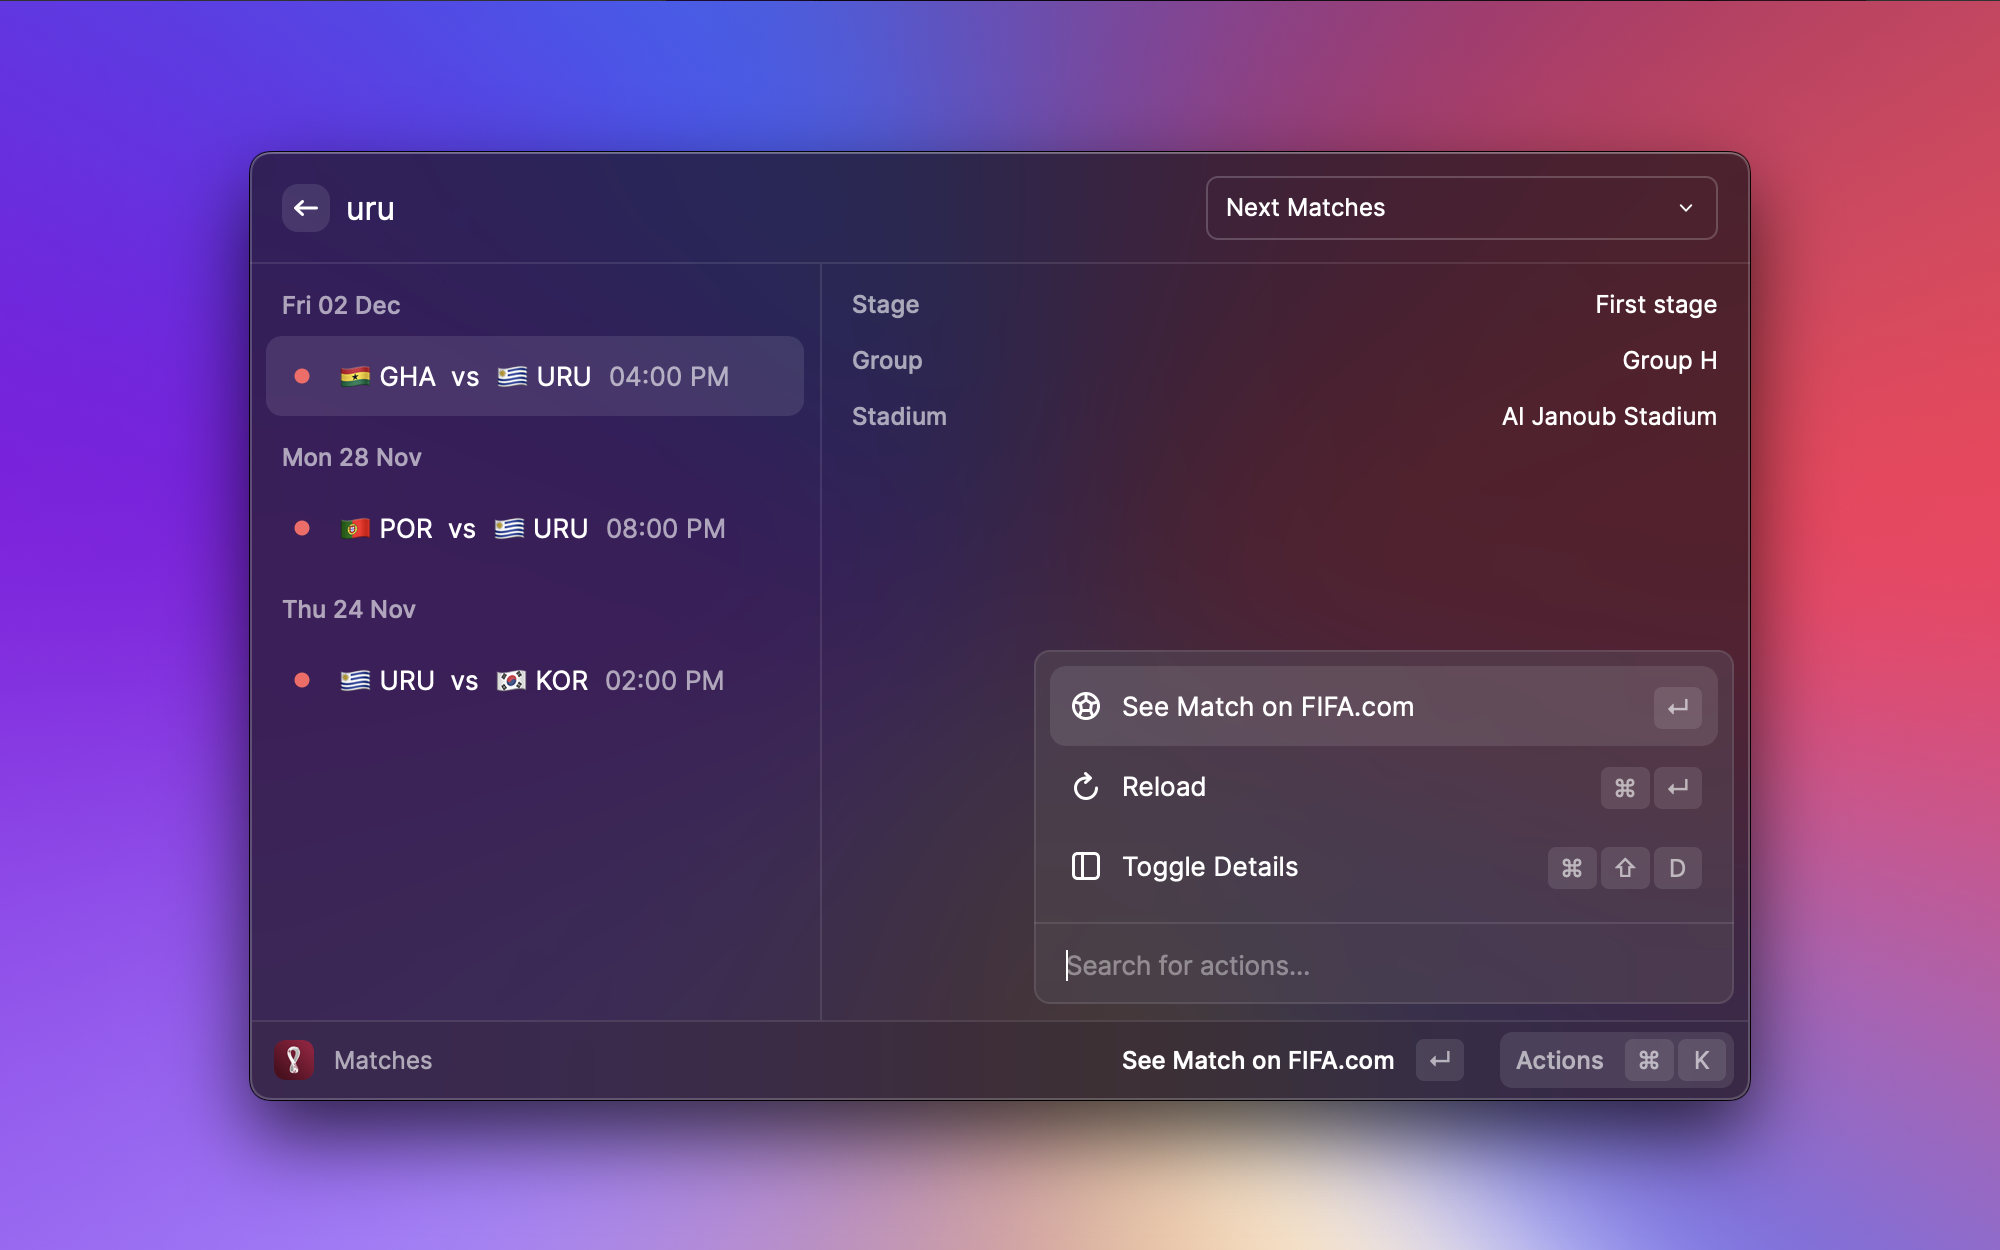 uru
Next Matches
Fri 02 Dec
GHA vs URU 04:00 PM
Mon 28 Nov
POR vs URU 08:00 PM
Thu 24 Nov
URU vs KOR 02:00 PM
Stage First stage
Group Group H
Stadium Al Janoub Stadium
See Match on FIFA.com ↵
Reload ⌘ ↵
Toggle Details ⌘ ⇧ D
Search for actions...
Matches
See Match on FIFA.com ↵
Actions ⌘ K